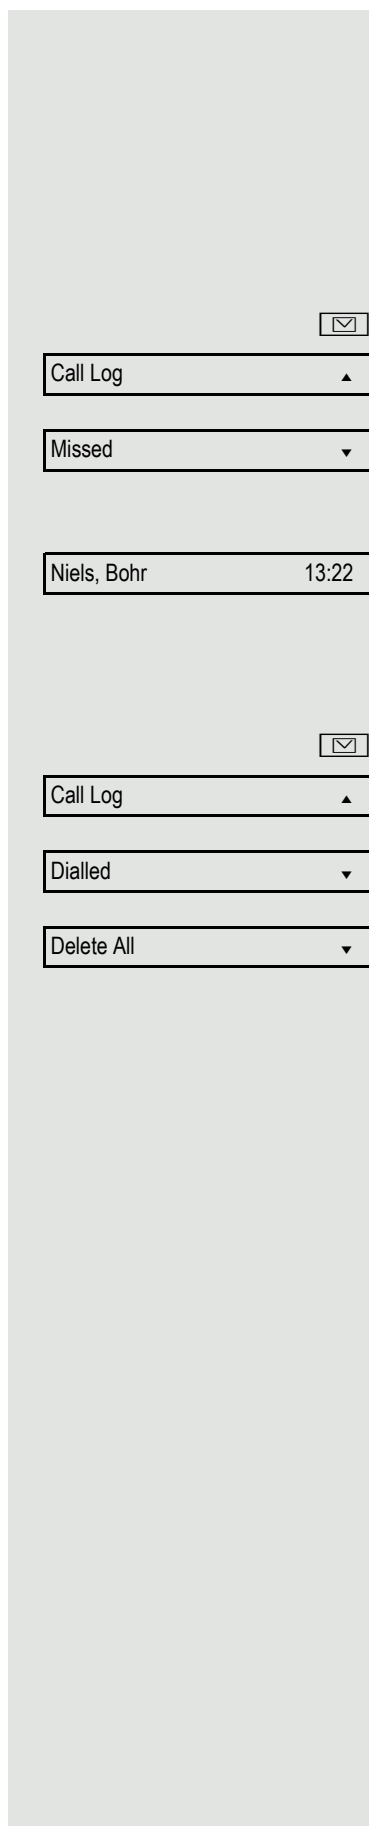 Call Log ▲
Missed ▼
Niels, Bohr 13:22
Call Log ▲
Dialled ▼
Delete All ▼